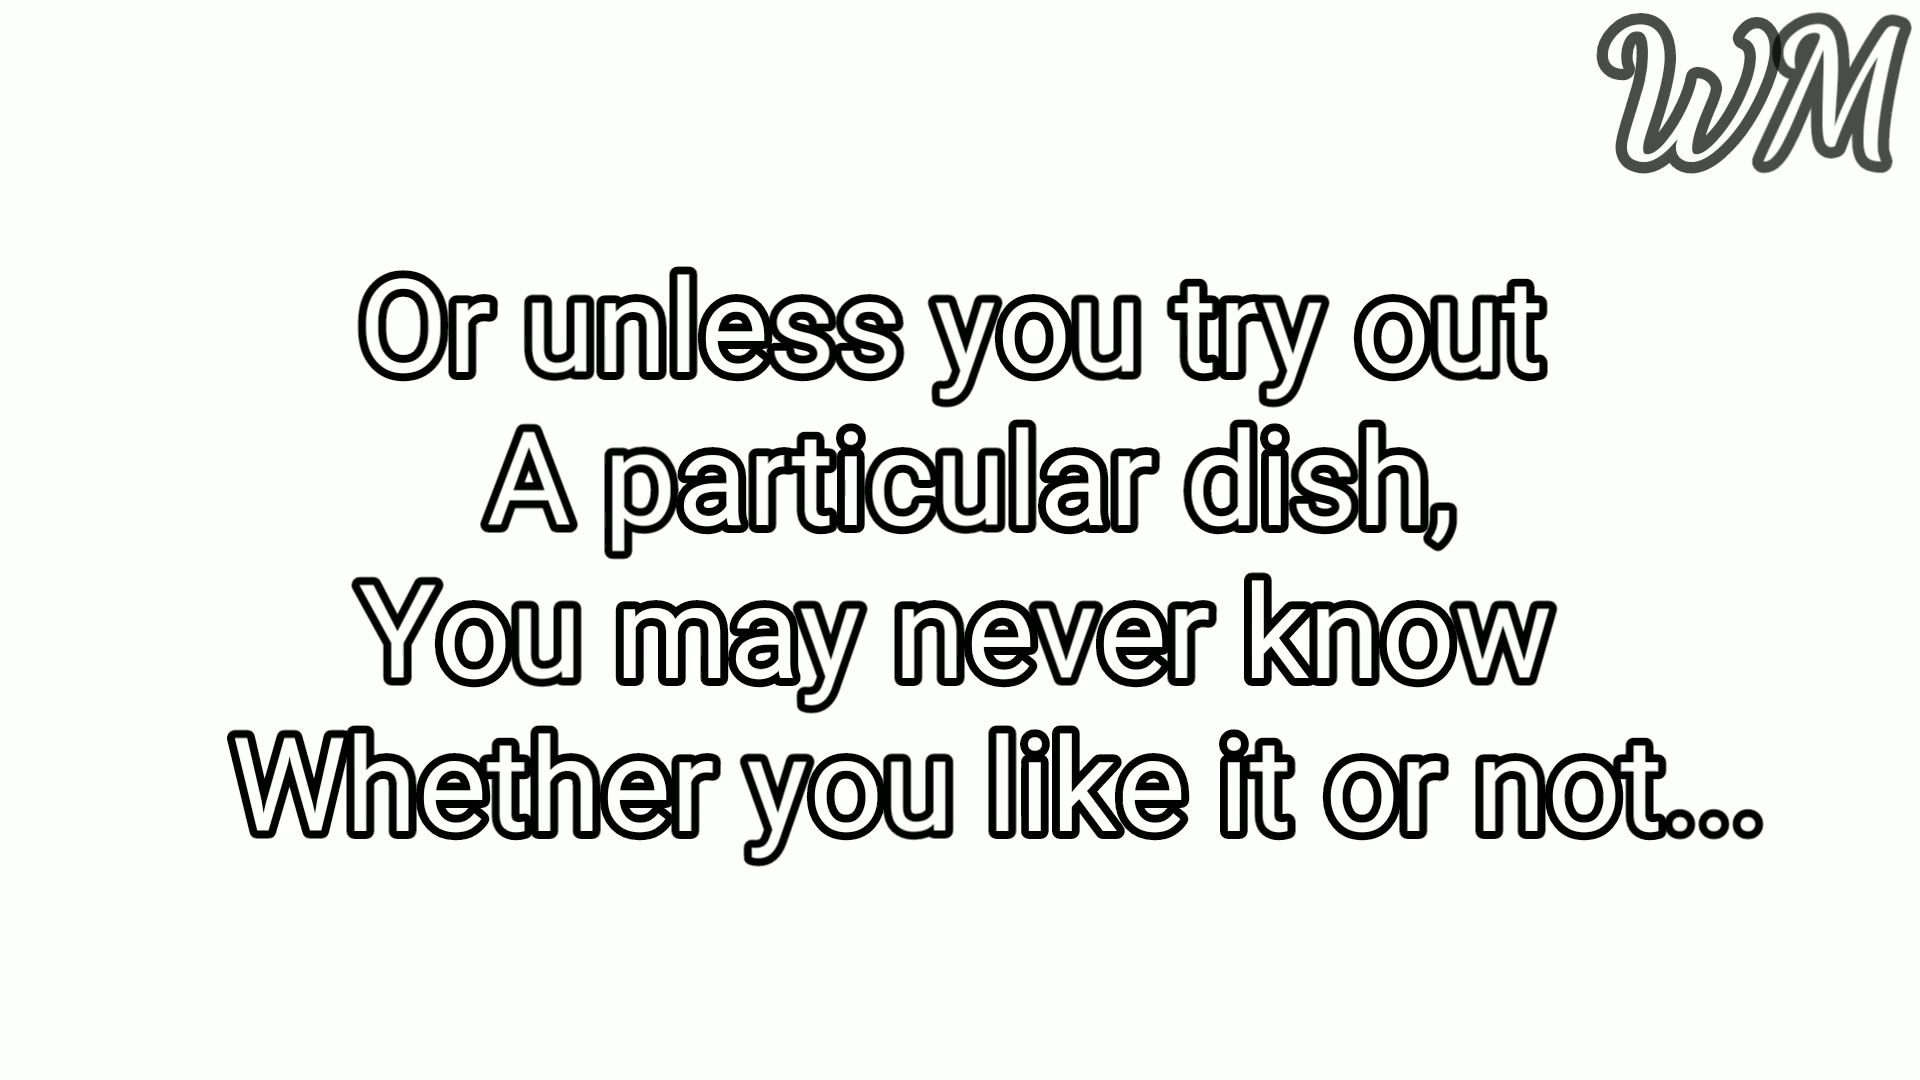 WM
Or unless you try out
A particular dish,
You may never know
Whether you like it or not...